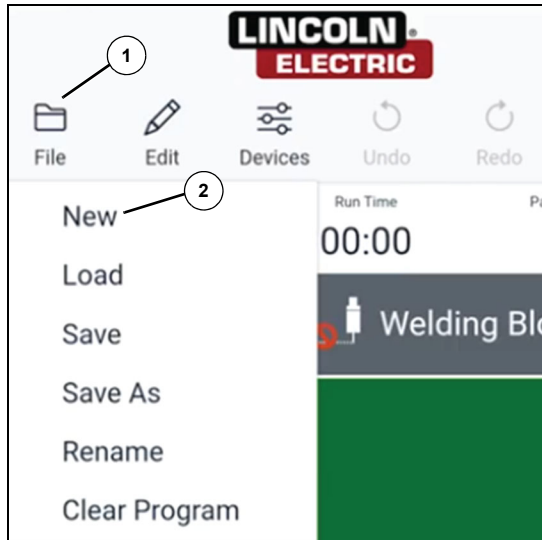 LINCOLN ®
ELECTRIC
1
File Edit Devices Undo Redo
2
New
Run Time
00:00
Load
Welding Blo
Save
Save As
Rename
Clear Program